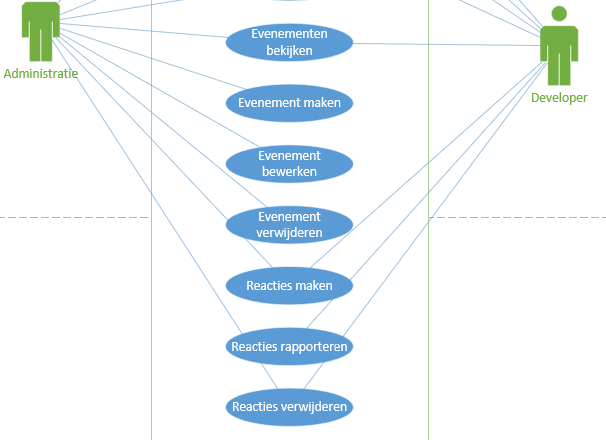 Evenementen
bekijken
Administratie
Developer
Evenement maken
Evenement
bewerken
Evenement
verwijderen
Reacties maken
Reacties rapporteren
Reacties verwijderen